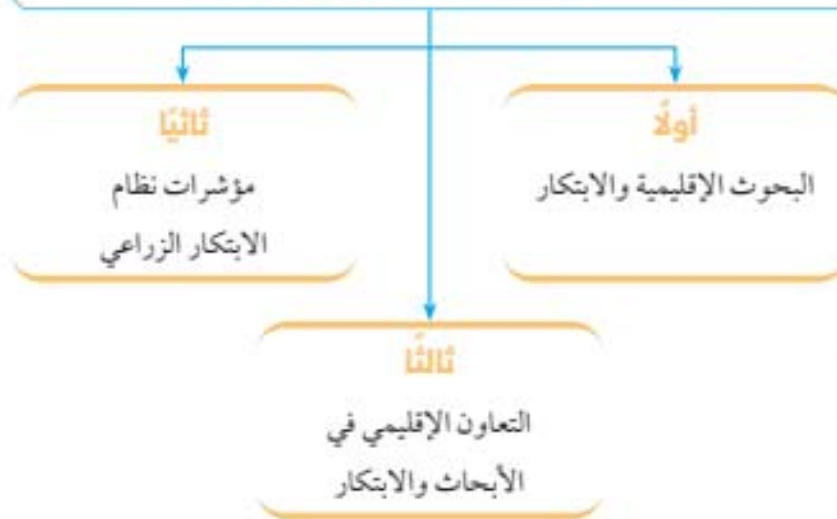 أولًا
البحوث الإقليمية والابتكار
ثانيًا
مؤشرات نظام
الابتكار الزراعي
ثالثًا
التعاون الإقليمي في
الأبحاث والابتكار